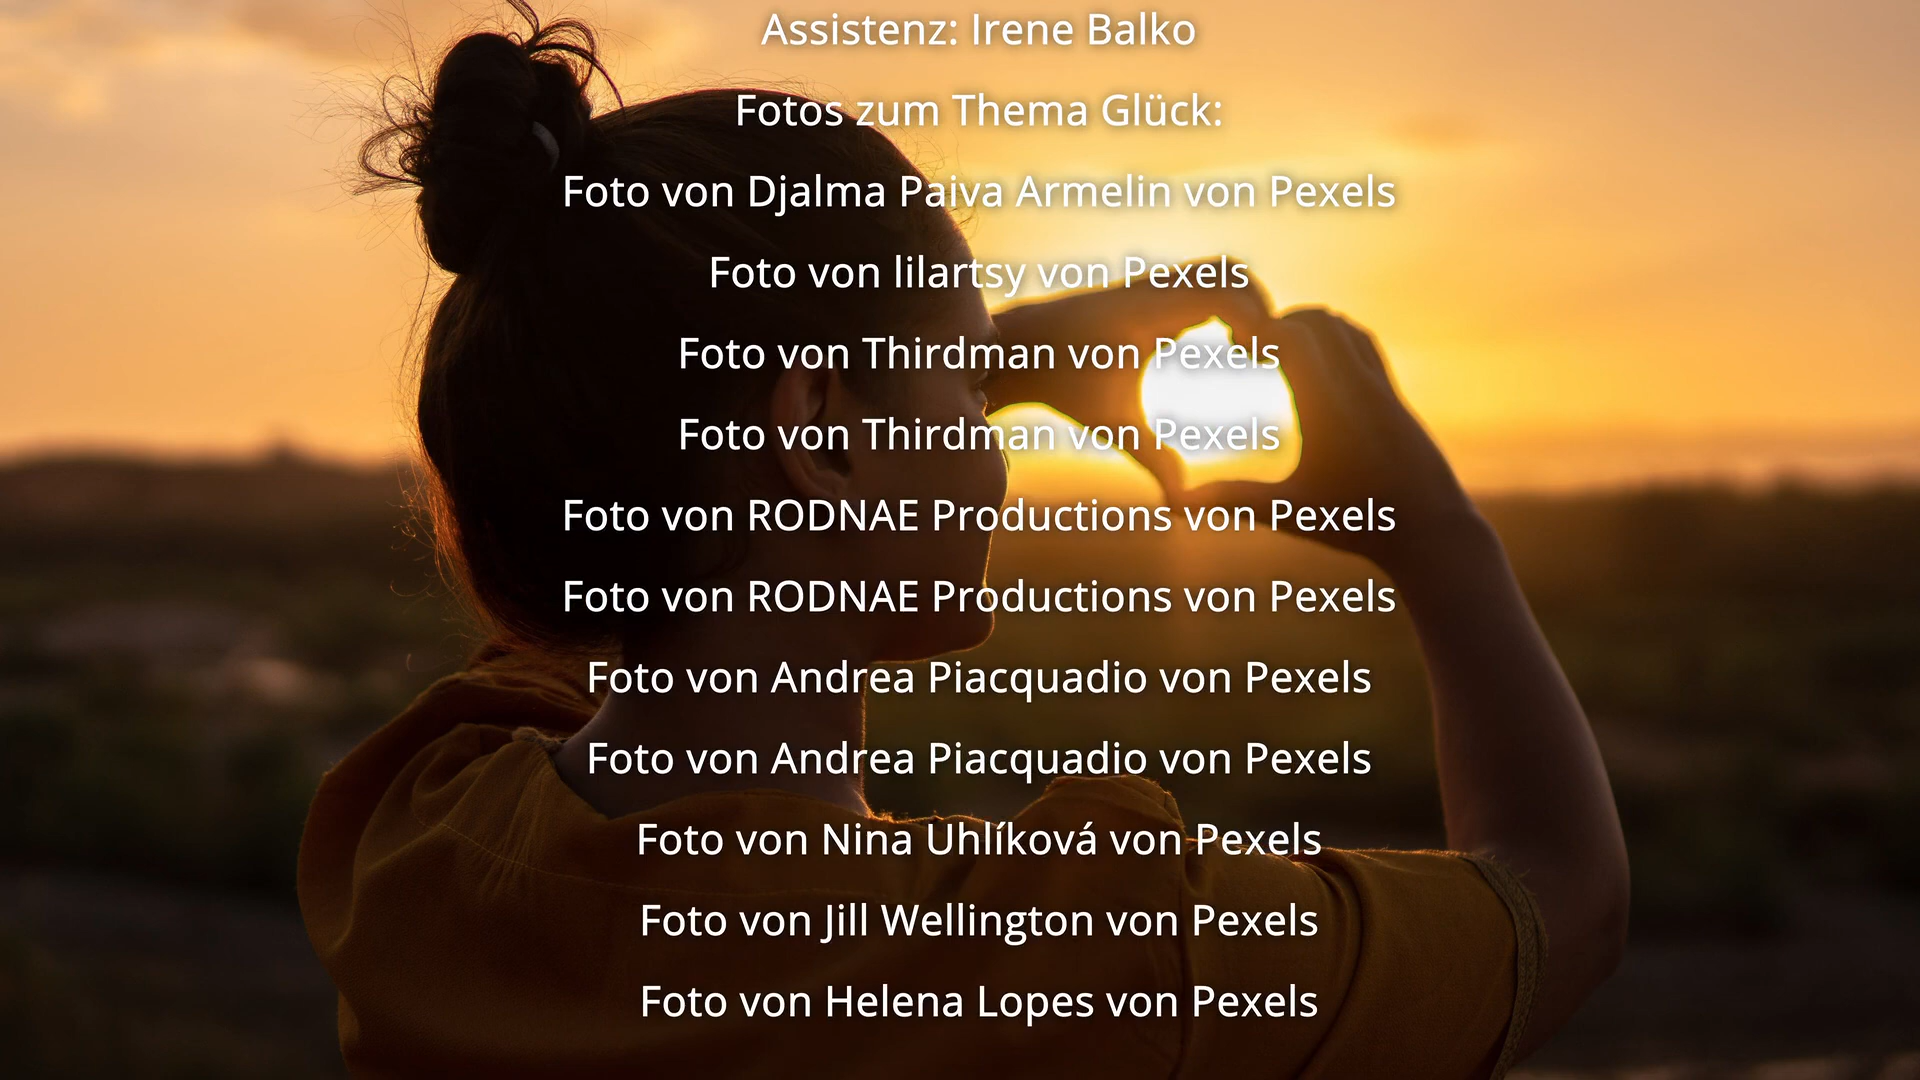 Assistenz: Irene Balko
Fotos zum Thema Glück:
Foto von Djalma Paiva Armelin von Pexels
Foto von lilartsy von Pexels
Foto von Thirdman von Pexels
Foto von Thirdman von Pexels
Foto von RODNAE Productions von Pexels
Foto von RODNAE Productions von Pexels
Foto von Andrea Piacquadio von Pexels
Foto von Andrea Piacquadio von Pexels
Foto von Nina Uhlíková von Pexels
Foto von Jill Wellington von Pexels
Foto von Helena Lopes von Pexels